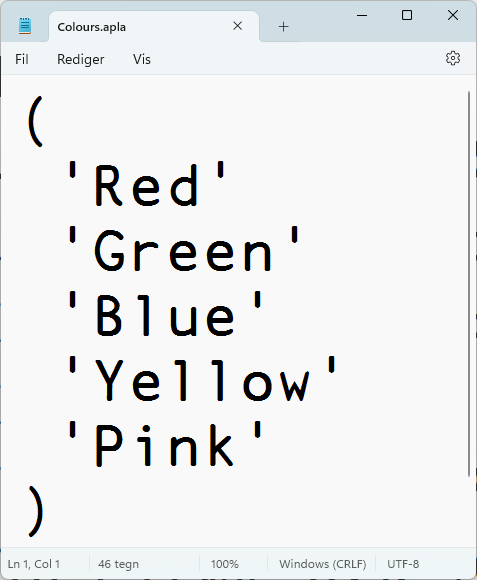 Colours.apla
Fil Rediger Vis
(
'Red'
'Green'
'Blue'
'Yellow'
'Pink'
)
Ln 1, Col 1 46 tegn 100% Windows (CRLF) UTF-8